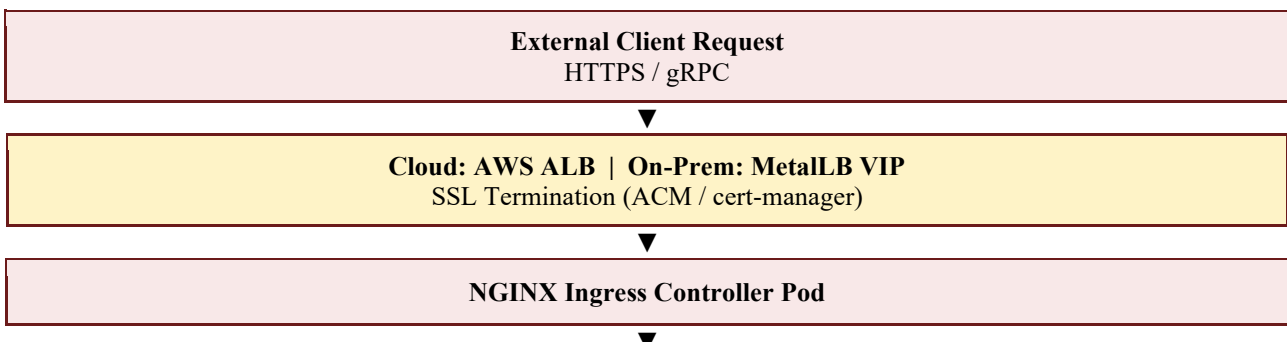 External Client Request
HTTPS / gRPC
Cloud: AWS ALB | On-Prem: MetalLB VIP
SSL Termination (ACM / cert-manager)
NGINX Ingress Controller Pod